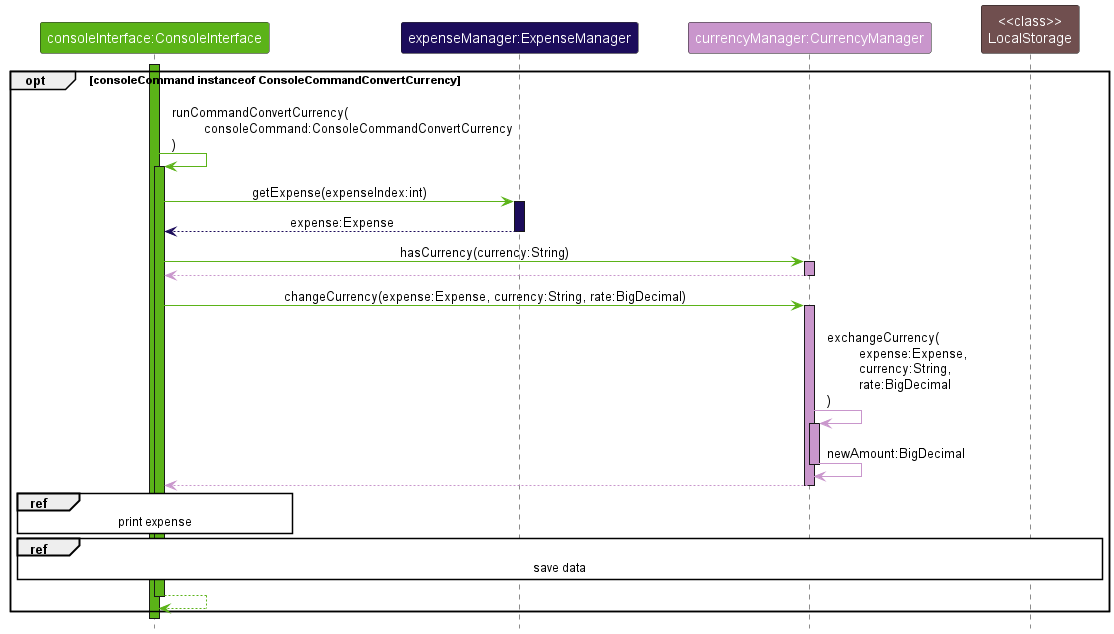 consoleInterface:ConsoleInterface
expenseManager:ExpenseManager
currencyManager:CurrencyManager
<<class>>
LocalStorage
opt
[consoleCommand instanceof ConsoleCommandConvertCurrency]
runCommandConvertCurrency(
consoleCommand:ConsoleCommandConvertCurrency
)
getExpense(expenseIndex:int)
expense:Expense
hasCurrency(currency:String)
changeCurrency(expense:Expense, currency:String, rate:BigDecimal)
exchangeCurrency(
expense:Expense,
currency:String,
rate:BigDecimal
)
newAmount:BigDecimal
ref
print expense
ref
save data